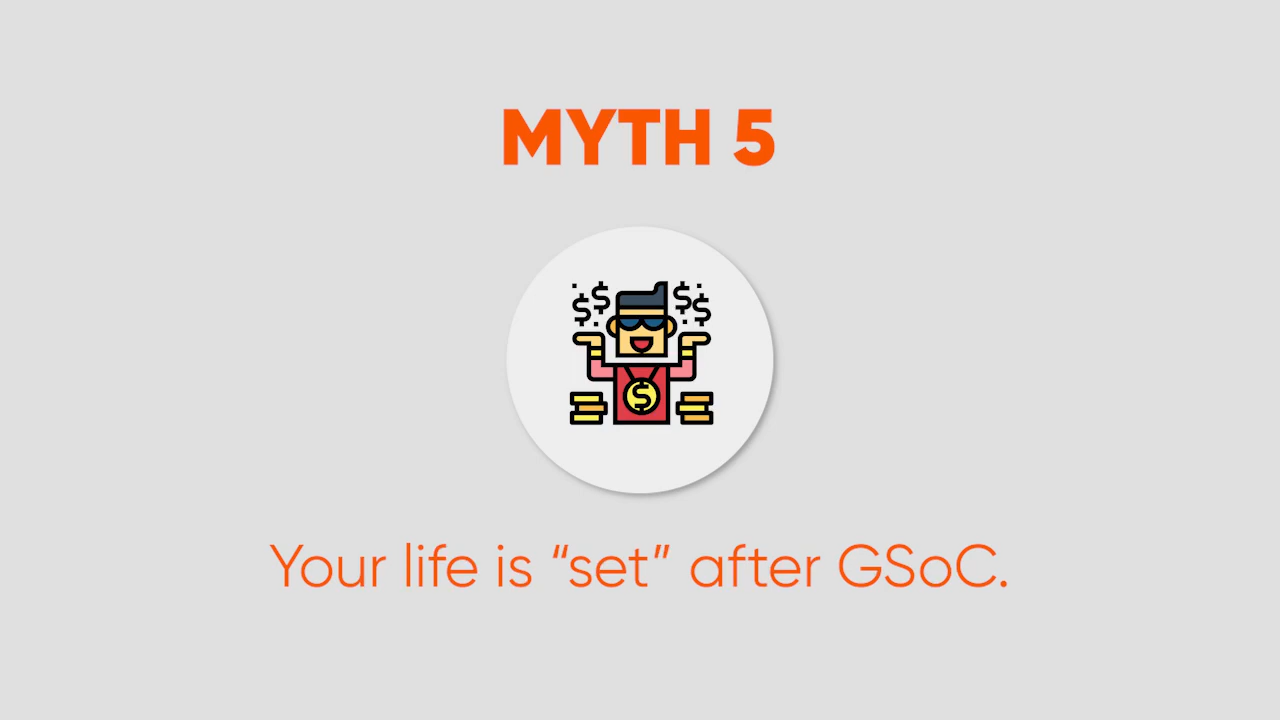 MYTH 5
$ $ $ $
$
Your life is “set” after GSoC.